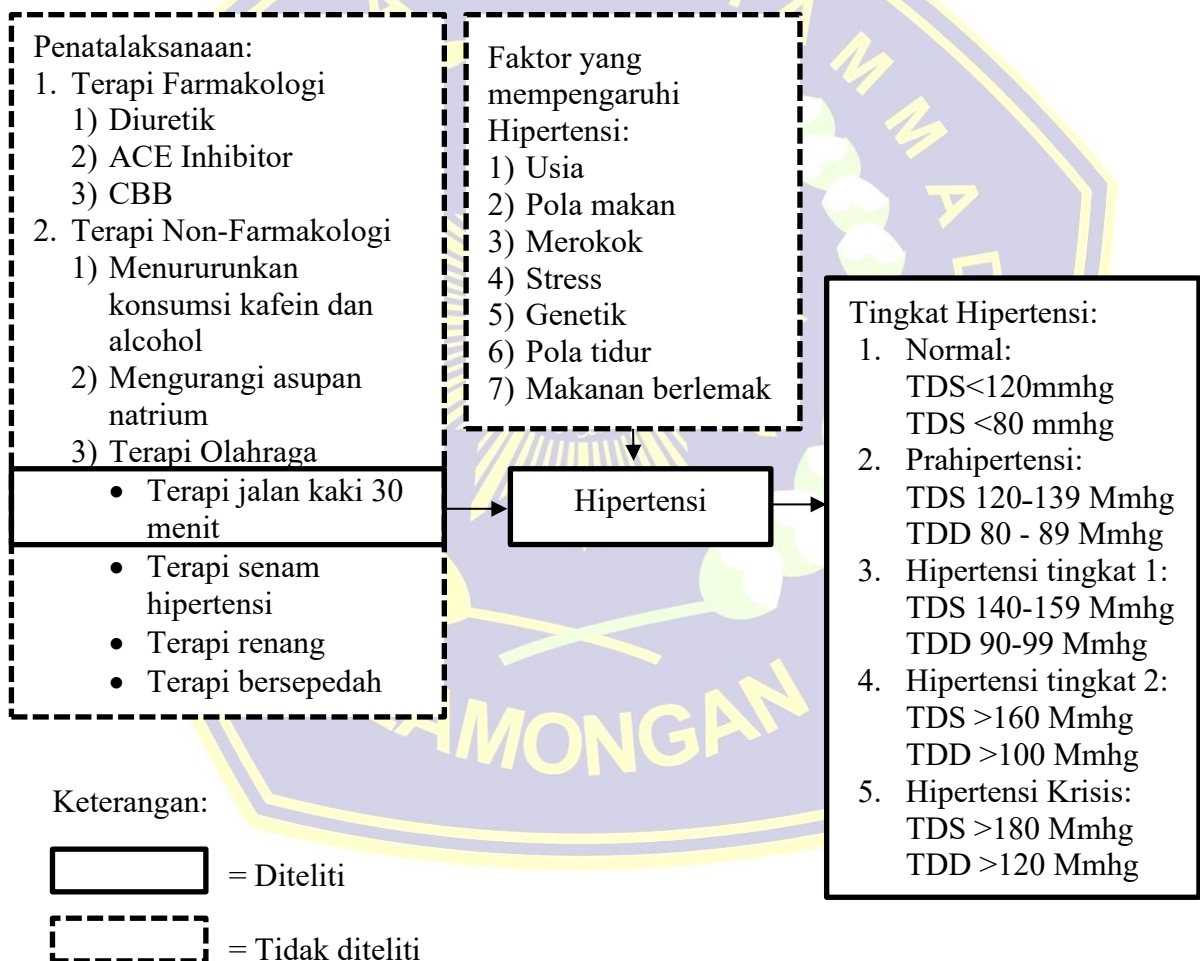 Penatalaksanaan:
1. Terapi Farmakologi
1) Diuretik
2) ACE Inhibitor
3) CBB
2. Terapi Non-Farmakologi
1) Menururunkan
konsumsi kafein dan
alcohol
2) Mengurangi asupan
natrium
3) Terapi Olahraga
• Terapi jalan kaki 30
menit
• Terapi senam
hipertensi
• Terapi renang
• Terapi bersepedah
Faktor yang
mempengaruhi
Hipertensi:
1) Usia
2) Pola makan
3) Merokok
4) Stress
5) Genetik
6) Pola tidur
7) Makanan berlemak
Hipertensi
Tingkat Hipertensi:
1. Normal:
TDS<120mmhg
TDS <80 mmhg
2. Prahipertensi:
TDS 120-139 Mmhg
TDD 80 - 89 Mmhg
3. Hipertensi tingkat 1:
TDS 140-159 Mmhg
TDD 90-99 Mmhg
4. Hipertensi tingkat 2:
TDS >160 Mmhg
TDD >100 Mmhg
5. Hipertensi Krisis:
TDS >180 Mmhg
TDD >120 Mmhg
Keterangan:
= Diteliti
= Tidak diteliti
AMONGAN